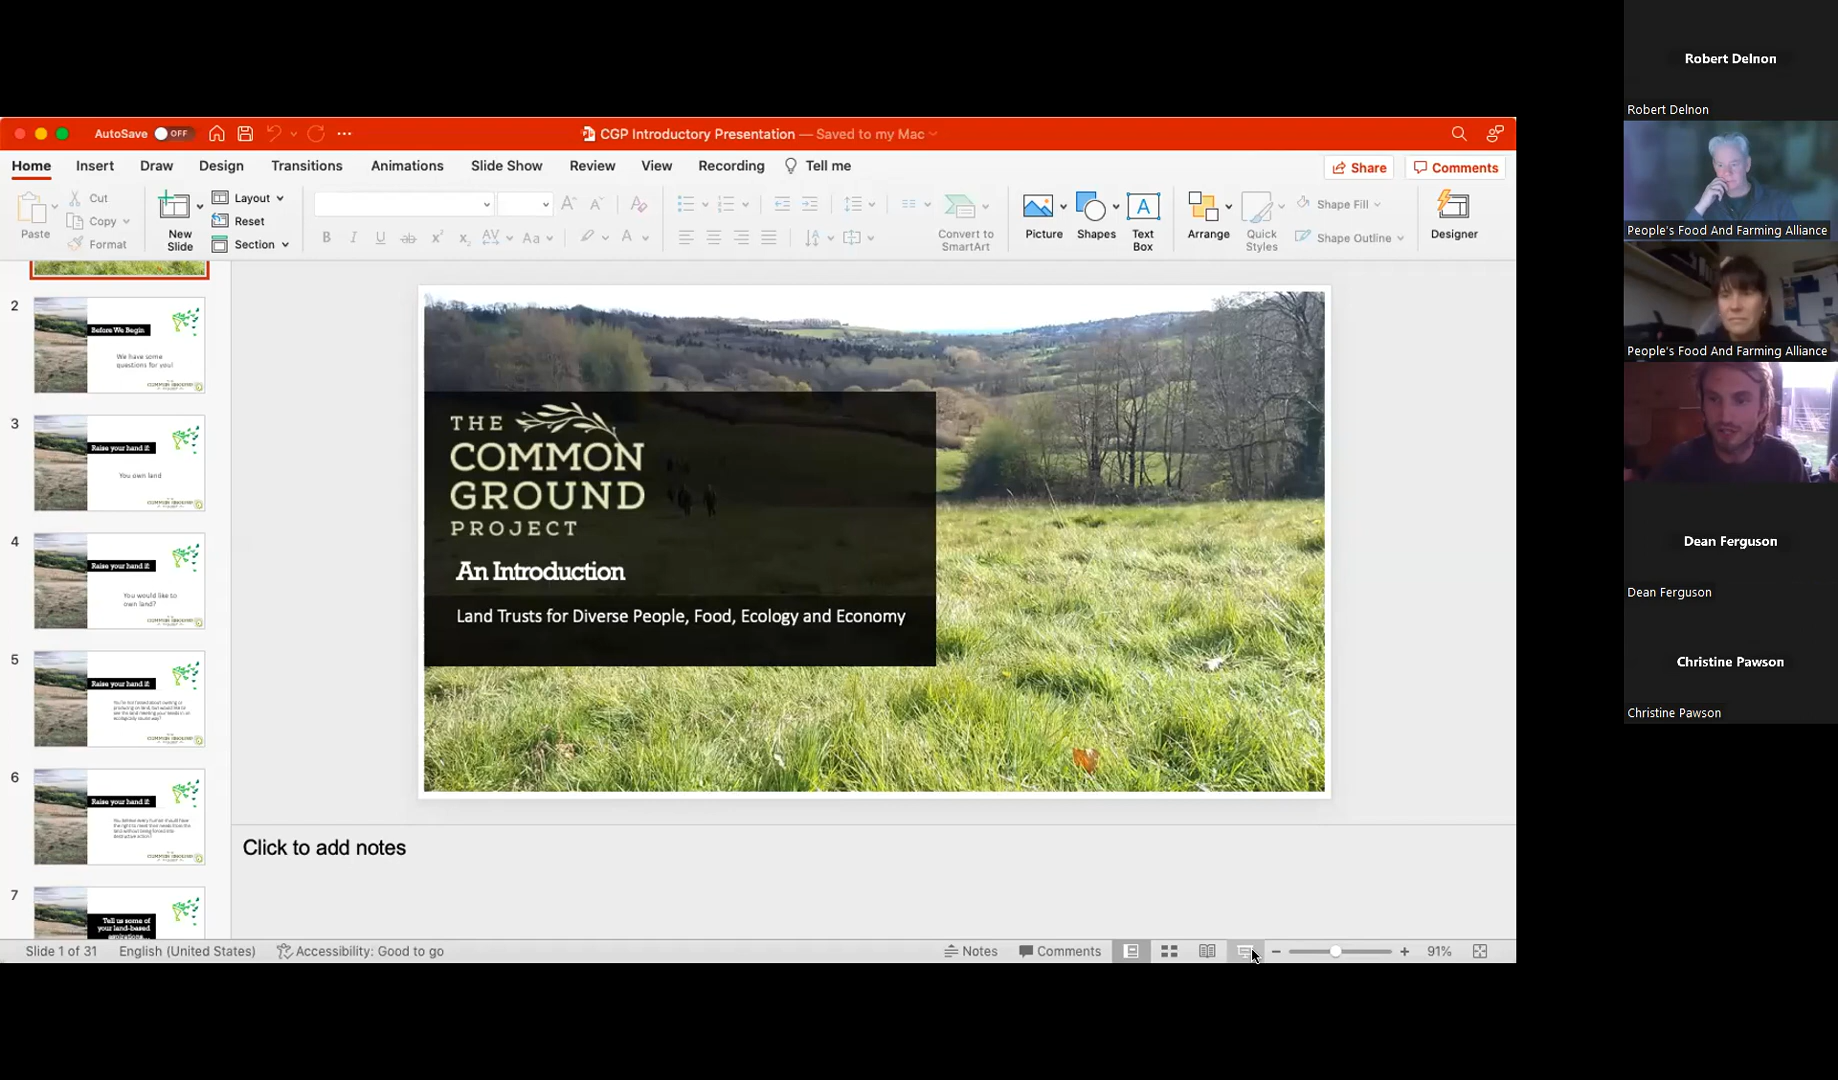 AutoSave OFF
CGP Introductory Presentation — Saved to my Mac
Home Insert Draw Design Transitions Animations Slide Show Review View Recording Tell me
Share Comments
Paste
Cut
Copy
Format
New
Slide
Layout
Reset
Section
Convert to
SmartArt
Picture
Shapes
Text
Box
Arrange
Quick
Styles
Shape Fill
Shape Outline
Designer
2
Before We Begin
We have some
questions for you!
3
Raise your hand if:
You own land
4
Raise your hand if:
You would like to
own land?
5
Raise your hand if:
6
Raise your hand if:
7
Tell us some of
your land-based
aspirations...
THE
COMMON
GROUND
PROJECT
An Introduction
Land Trusts for Diverse People, Food, Ecology and Economy
Click to add notes
Slide 1 of 31 English (United States) Accessibility: Good to go
Notes Comments 91%
Robert Delnon
Robert Delnon
People's Food And Farming Alliance
People's Food And Farming Alliance
Dean Ferguson
Dean Ferguson
Christine Pawson
Christine Pawson